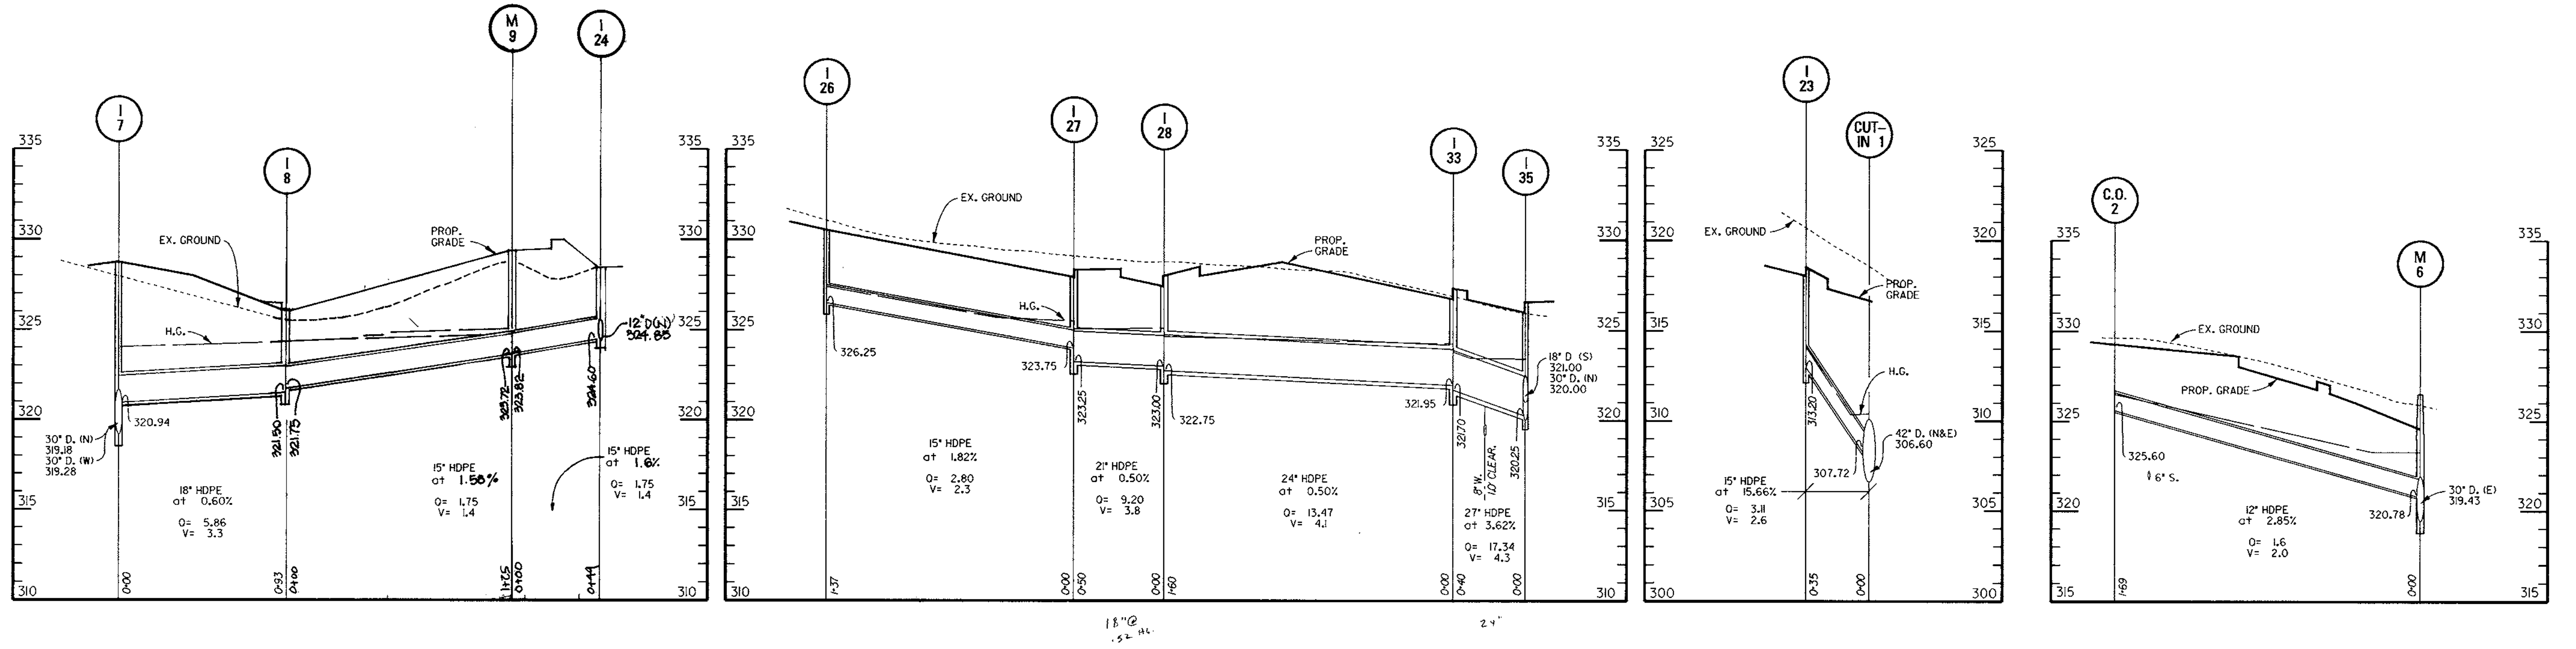 I
7
I
8
M
9
I
24
335
330
325
320
315
310
335
330
325
320
315
310
EX. GROUND
PROP.
GRADE
H.G.
12" D(N)
324.85
320.94
30" D. (N)
319.18
30" D. (W)
319.28
321.50
321.75
323.72
323.82
324.60
18" HDPE
at 0.60%
Q= 5.86
V= 3.3
15" HDPE
at 1.58%
Q= 1.75
V= 1.4
15" HDPE
at 1.6%
Q= 1.75
V= 1.4
0+00
0+93
0+00
1+25
0+00
0+44
I
26
I
27
I
28
I
33
I
35
335
330
325
320
315
310
335
330
325
320
315
310
EX. GROUND
PROP.
GRADE
H.G.
326.25
323.75
323.25
323.00
322.75
321.95
321.70
320.25
18" D (S)
321.00
30" D. (N)
320.00
8" W.
1.0' CLEAR.
15" HDPE
at 1.82%
Q= 2.80
V= 2.3
21" HDPE
at 0.50%
Q= 9.20
V= 3.8
24" HDPE
at 0.50%
Q= 13.47
V= 4.1
27" HDPE
at 3.62%
Q= 17.34
V= 4.3
1+37
0+00
0+50
0+00
1+60
0+00
0+40
0+00
18"@
.52 HG.
24"
I
23
CUT-
IN 1
325
320
315
310
305
300
325
320
315
310
305
300
EX. GROUND
PROP.
GRADE
H.G.
313.20
307.72
42" D. (N&E)
306.60
15" HDPE
at 15.66%
Q= 3.11
V= 2.6
0+35
0+00
C.O.
2
M
6
335
330
325
320
315
335
330
325
320
315
EX. GROUND
PROP. GRADE
325.60
6" S.
320.78
30" D. (E)
319.43
12" HDPE
at 2.85%
Q= 1.6
V= 2.0
1+69
0+00